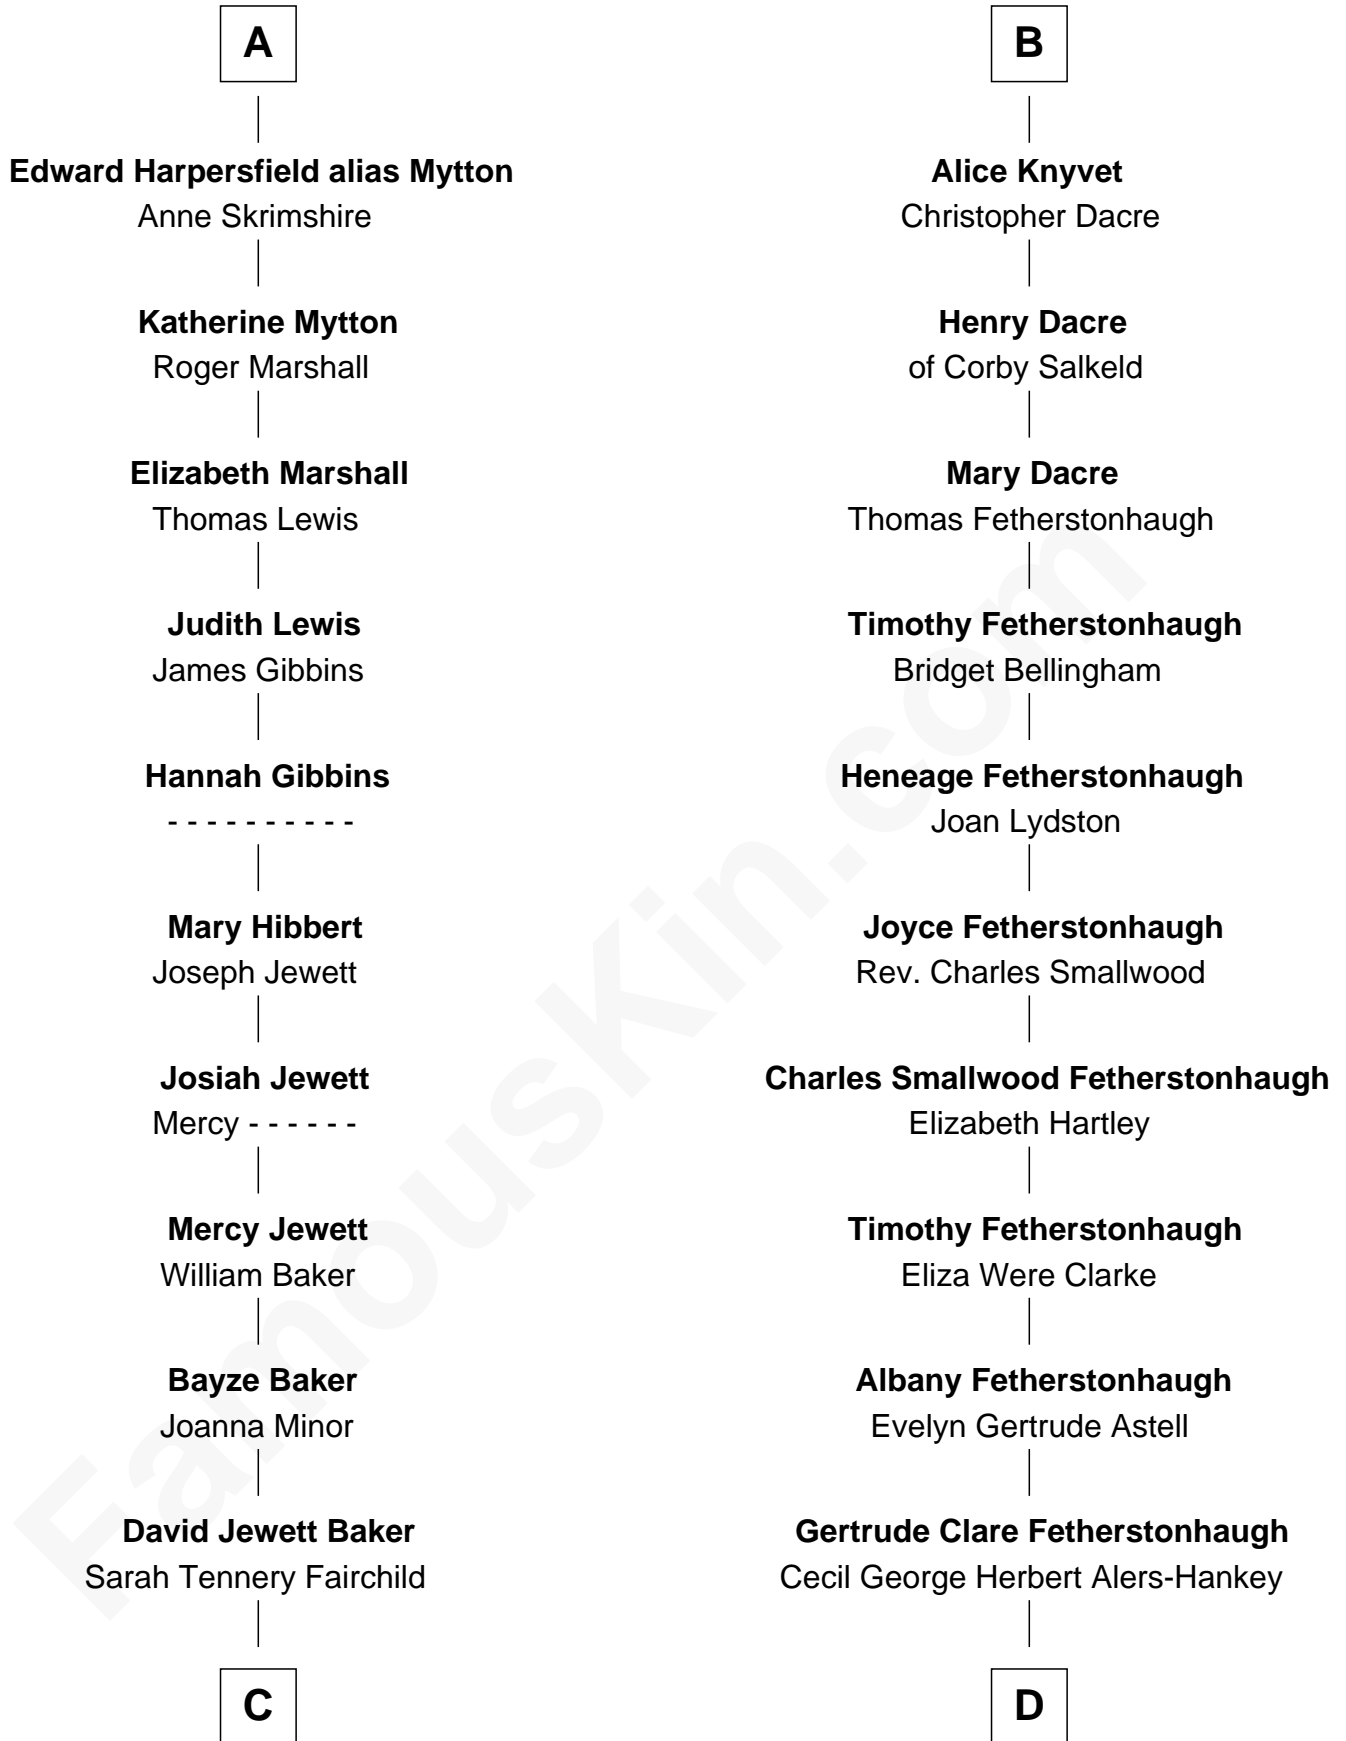 A
Edward Harpersfield alias Mytton
Anne Skrimshire
Katherine Mytton
Roger Marshall
Elizabeth Marshall
Thomas Lewis
Judith Lewis
James Gibbins
Hannah Gibbins
- - - - - - - - - -
Mary Hibbert
Joseph Jewett
Josiah Jewett
Mercy - - - - - -
Mercy Jewett
William Baker
Bayze Baker
Joanna Minor
David Jewett Baker
Sarah Tennery Fairchild
C
B
Alice Knyvet
Christopher Dacre
Henry Dacre
of Corby Salkeld
Mary Dacre
Thomas Fetherstonhaugh
Timothy Fetherstonhaugh
Bridget Bellingham
Heneage Fetherstonhaugh
Joan Lydston
Joyce Fetherstonhaugh
Rev. Charles Smallwood
Charles Smallwood Fetherstonhaugh
Elizabeth Hartley
Timothy Fetherstonhaugh
Eliza Were Clarke
Albany Fetherstonhaugh
Evelyn Gertrude Astell
Gertrude Clare Fetherstonhaugh
Cecil George Herbert Alers-Hankey
D
FamousKin.com